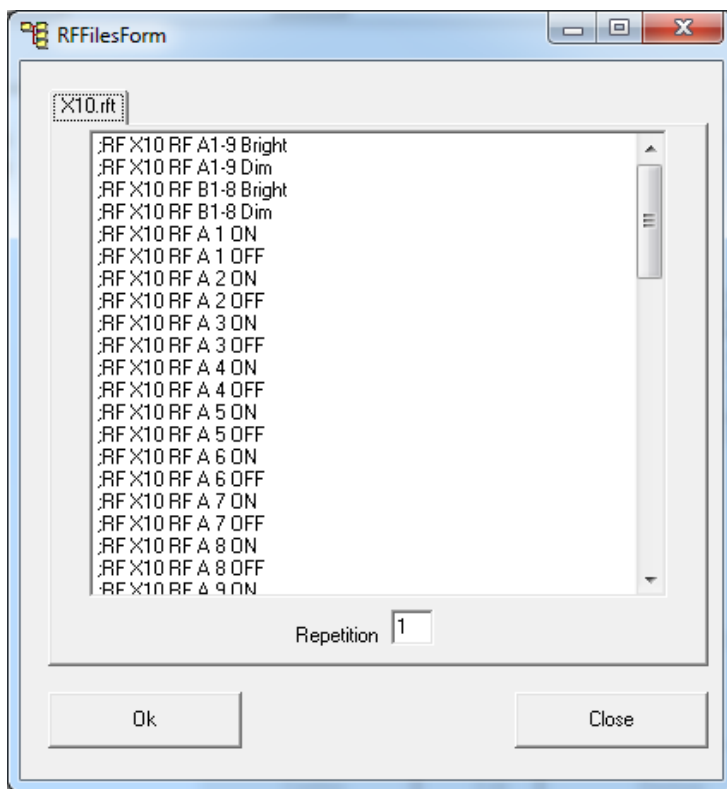 RFFilesForm
X10.rft
;RF X10 RF A1-9 Bright
;RF X10 RF A1-9 Dim
;RF X10 RF B1-8 Bright
;RF X10 RF B1-8 Dim
;RF X10 RF A 1 ON
;RF X10 RF A 1 OFF
;RF X10 RF A 2 ON
;RF X10 RF A 2 OFF
;RF X10 RF A 3 ON
;RF X10 RF A 3 OFF
;RF X10 RF A 4 ON
;RF X10 RF A 4 OFF
;RF X10 RF A 5 ON
;RF X10 RF A 5 OFF
;RF X10 RF A 6 ON
;RF X10 RF A 6 OFF
;RF X10 RF A 7 ON
;RF X10 RF A 7 OFF
;RF X10 RF A 8 ON
;RF X10 RF A 8 OFF
;RF X10 RF A 9 ON
Repetition 1
Ok Close